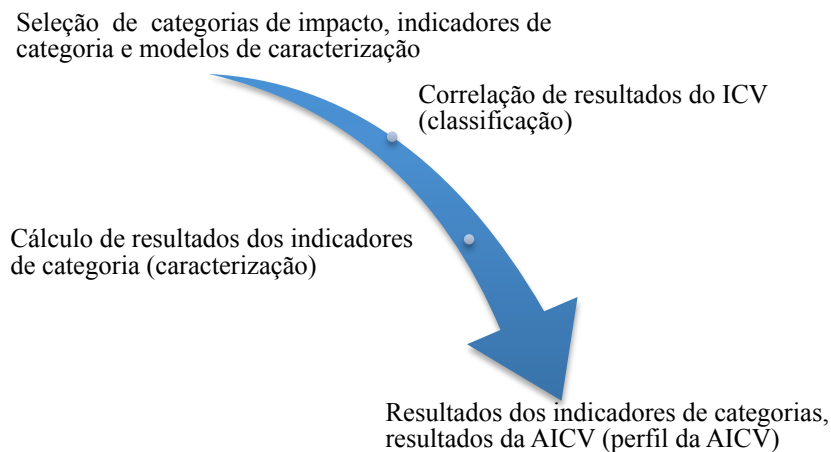 Seleção de categorias de impacto, indicadores de
categoria e modelos de caracterização
Correlação de resultados do ICV
(classificação)
Cálculo de resultados dos indicadores
de categoria (caracterização)
Resultados dos indicadores de categorias,
resultados da AICV (perfil da AICV)